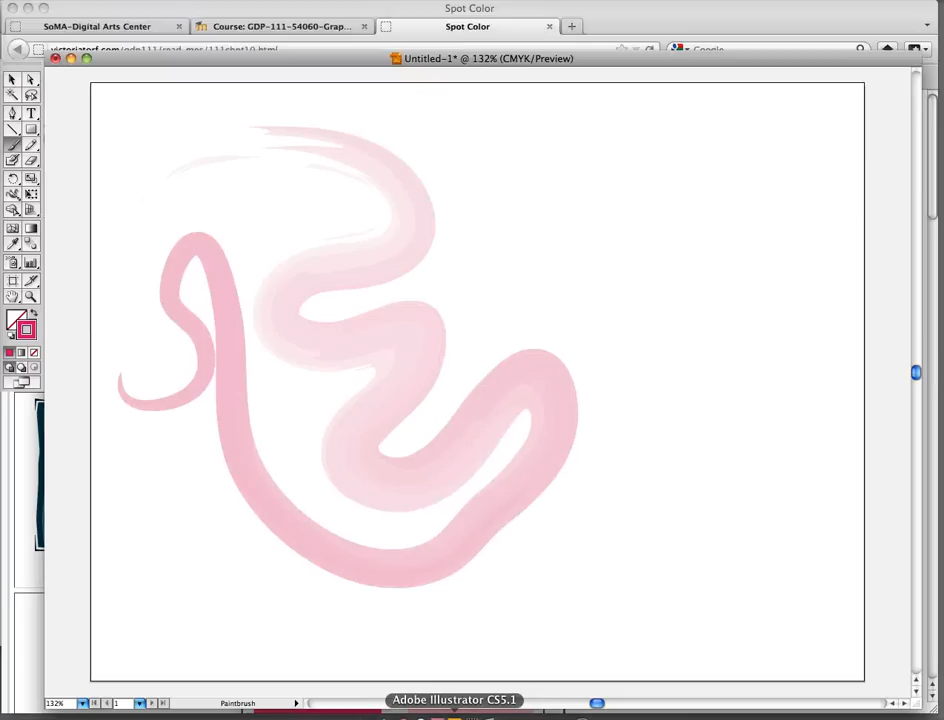 Spot Color
SoMA-Digital Arts Center
Course: GDP-111-54060-Grap...
Spot Color
Google
Untitled-1* @ 132% (CMYK/Preview)
T
132%
1
Paintbrush
Adobe Illustrator CS5.1